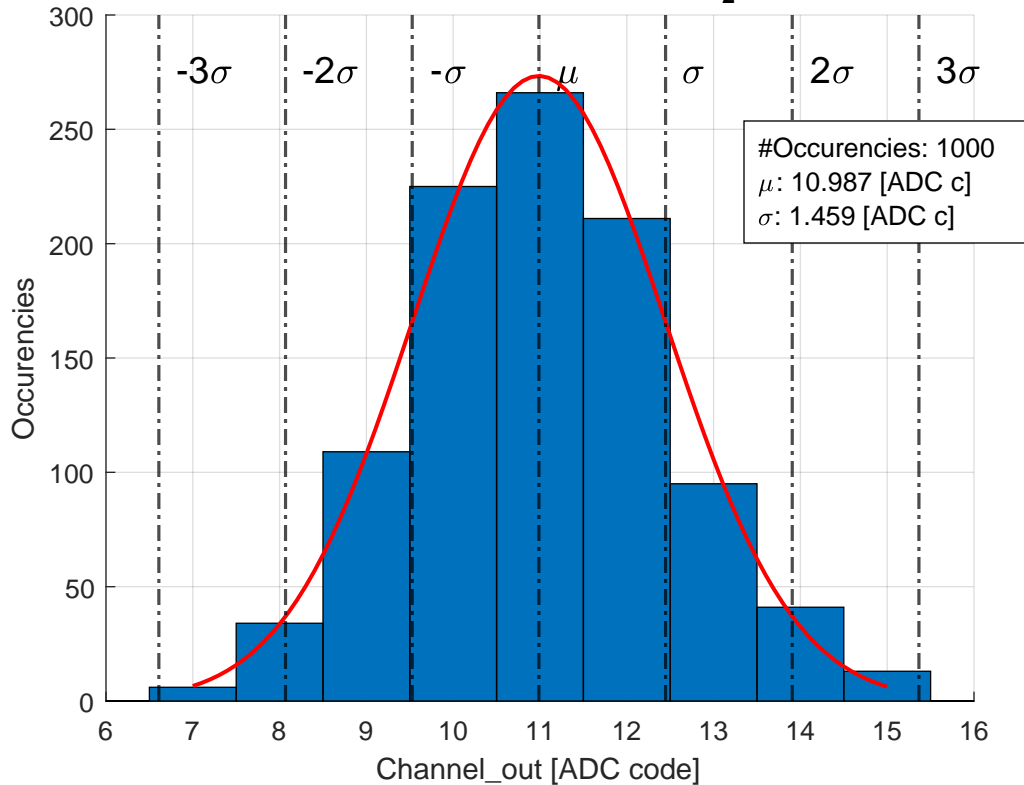 300
250
200
150
100
50
0
Occurencies
-3σ -2σ -σ μ σ 2σ 3σ
#Occurencies: 1000
μ: 10.987 [ADC c]
σ: 1.459 [ADC c]
6 7 8 9 10 11 12 13 14 15 16
Channel_out [ADC code]